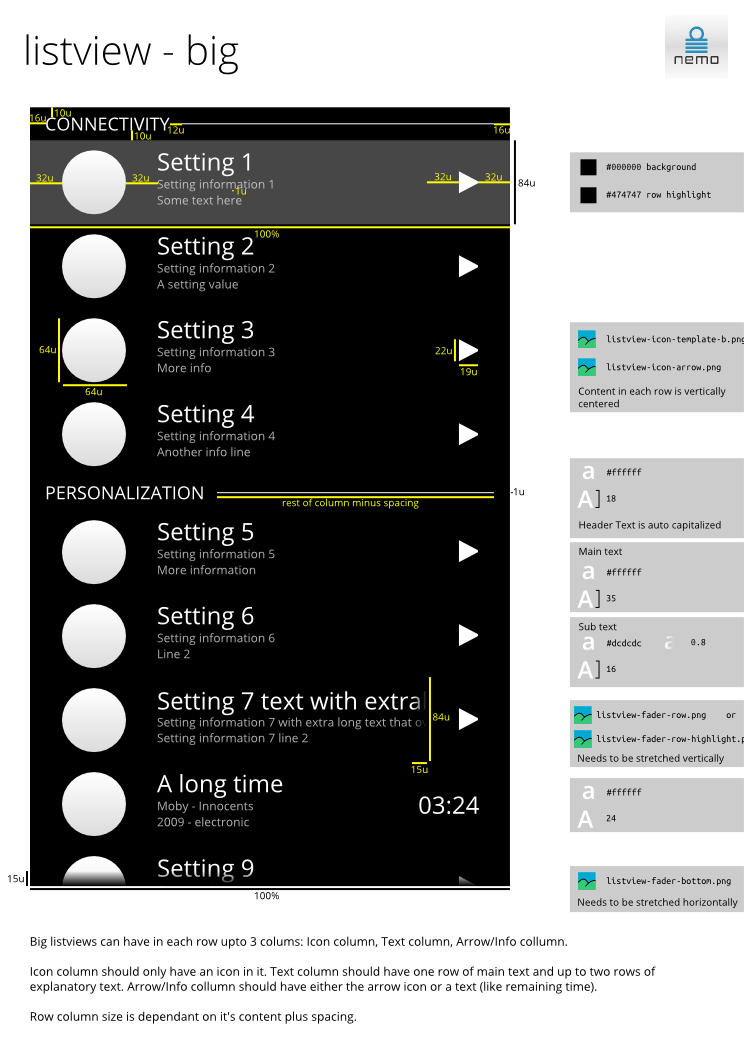 listview - big
nemo
16u
10u
CONNECTIVITY
10u
12u
16u
Setting 1
32u
32u
Setting information 1
-1u
Some text here
32u
32u
84u
#000000 background
#474747 row highlight
100%
Setting 2
Setting information 2
A setting value
Setting 3
64u
Setting information 3
More info
64u
22u
19u
listview-icon-template-b.png
listview-icon-arrow.png
Content in each row is vertically
centered
Setting 4
Setting information 4
Another info line
PERSONALIZATION
rest of column minus spacing
-1u
a #ffffff
A] 18
Header Text is auto capitalized
Setting 5
Setting information 5
More information
Main text
a #ffffff
A] 35
Setting 6
Setting information 6
Line 2
Sub text
a #dcdcdc a 0.8
A] 16
Setting 7 text with extra
Setting information 7 with extra long text that
Setting information 7 line 2
84u
15u
listview-fader-row.png or
listview-fader-row-highlight.p
Needs to be stretched vertically
A long time
Moby - Innocents
2009 - electronic
03:24
a #ffffff
A 24
Setting 9
15u
100%
listview-fader-bottom.png
Needs to be stretched horizontally
Big listviews can have in each row upto 3 colums: Icon column, Text column, Arrow/Info collumn.
Icon column should only have an icon in it. Text column should have one row of main text and up to two rows of
explanatory text. Arrow/Info collumn should have either the arrow icon or a text (like remaining time).
Row column size is dependant on it's content plus spacing.